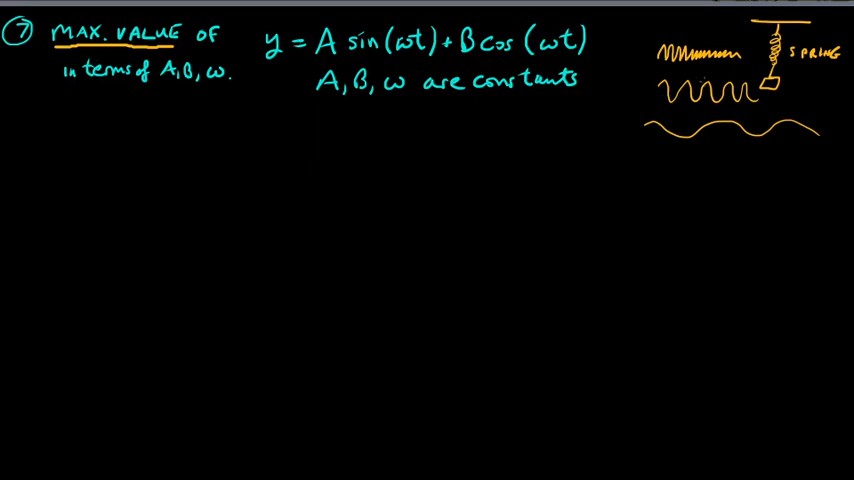 ⑦ MAX. VALUE OF y = A sin(ωt) + B cos (ωt)
in terms of A, B, ω. A, B, ω are constants
SPRING